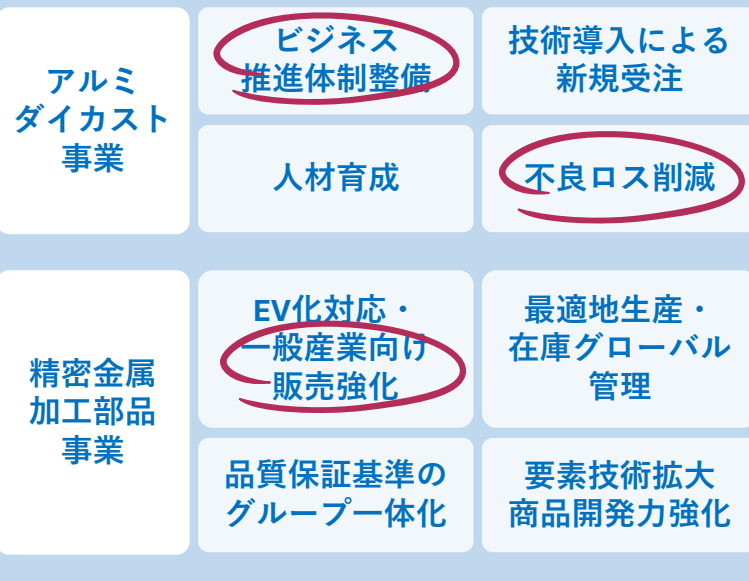 アルミ
ダイカスト
事業
ビジネス
推進体制整備
技術導入による
新規受注
人材育成
不良ロス削減
精密金属
加工部品
事業
EV化対応・
一般産業向け
販売強化
最適地生産・
在庫グローバル
管理
品質保証基準の
グループ一体化
要素技術拡大
商品開発力強化